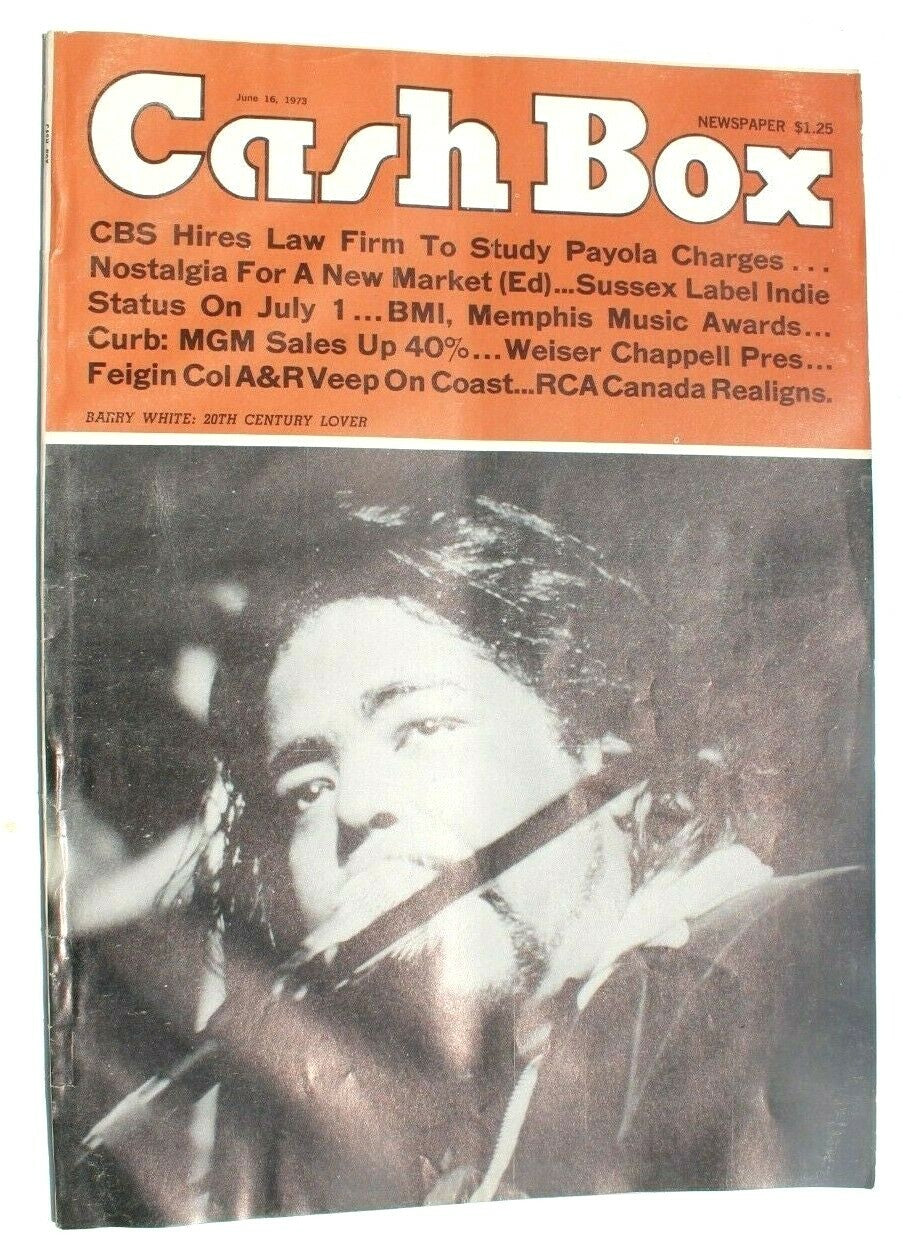 June 16, 1973
Cash Box
NEWSPAPER $1.25
CBS Hires Law Firm To Study Payola Charges...
Nostalgia For A New Market (Ed)...Sussex Label Indie
Status On July 1...BMI, Memphis Music Awards...
Curb: MGM Sales Up 40%...Weiser Chappell Pres...
Feigin Col A&R Veep On Coast...RCA Canada Realigns.
BARRY WHITE: 20TH CENTURY LOVER
CASH BOX